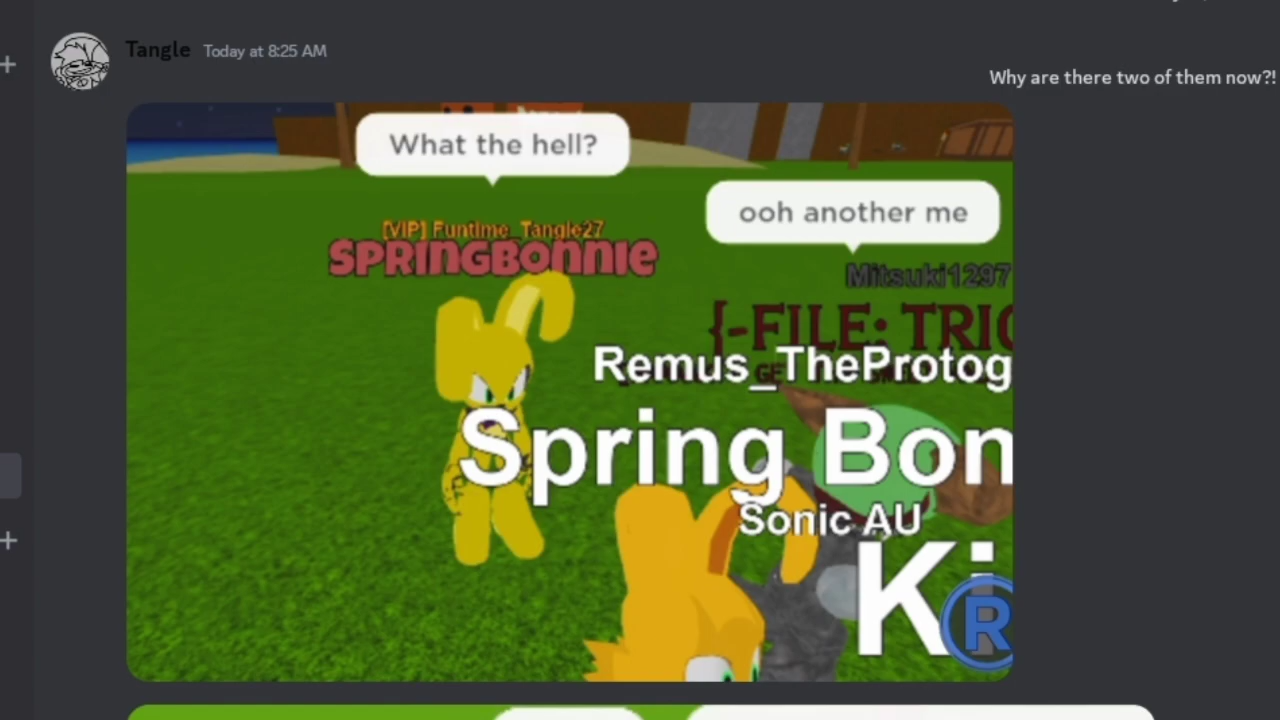 Tangle Today at 8:25 AM
Why are there two of them now?!
What the hell?
ooh another me
[VIP] Funtime_Tangle27
SPRINGBONNIE
Mitsuki1297
{-FILE: TRIC
Remus_TheProtog
Spring Bon
Sonic AU
Ki
R